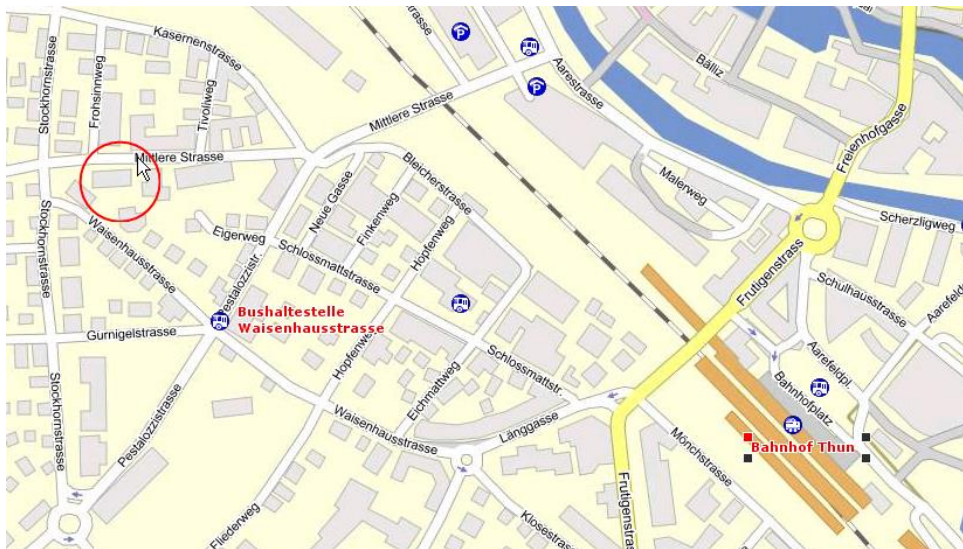 Kasernenstrasse
Stockhornstrasse
Frohsinnweg
Tivoliweg
Mittlere Strasse
Mittlere Strasse
P
P
Aarestrasse
Bälliz
Freienhofgasse
Malerweg
Scherzligweg
Bleicherstrasse
Neue Gasse
Finkenweg
Hopfenweg
Stockhornstrasse
Waisenhausstrasse
Eigerweg
Schlossmattstrasse
Pestalozzistr.
Bushaltestelle
Waisenhausstrasse
Gurnigelstrasse
Frutigenstrass
Schulhausstrasse
Aarefeld
Aarefeldpl.
Bahnhofplatz
Hopfenweg
Eichmattweg
Schlossmattstr.
Stockhornstrasse
Pestalozzistrasse
Waisenhausstrasse
Länggasse
Mönchstrasse
Bahnhof Thun
Frutigenstrass
Fliederweg
Klosestrasse